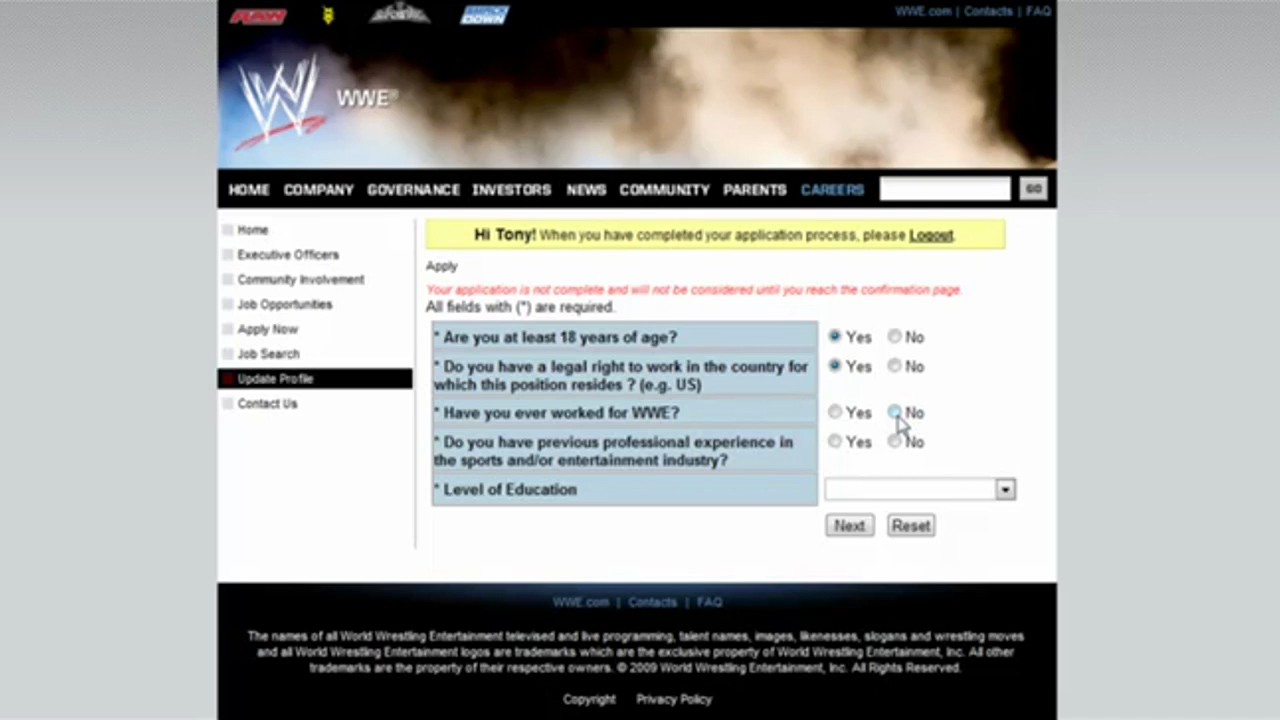 RAW
SMACK DOWN
WWE.com | Contacts | FAQ
WWE®
HOME COMPANY GOVERNANCE INVESTORS NEWS COMMUNITY PARENTS CAREERS GO
Home
Executive Officers
Community Involvement
Job Opportunities
Apply Now
Job Search
Update Profile
Contact Us
Hi Tony! When you have completed your application process, please Logout.
Apply
Your application is not complete and will not be considered until you reach the confirmation page.
All fields with (*) are required.
* Are you at least 18 years of age? Yes No
* Do you have a legal right to work in the country for
which this position resides ? (e.g. US) Yes No
* Have you ever worked for WWE? Yes No
* Do you have previous professional experience in
the sports and/or entertainment industry? Yes No
* Level of Education
Next Reset
WWE.com | Contacts | FAQ
The names of all World Wrestling Entertainment televised and live programming, talent names, images, likenesses, slogans and wrestling moves
and all World Wrestling Entertainment logos are trademarks which are the exclusive property of World Wrestling Entertainment, Inc. All other
trademarks are the property of their respective owners. © 2009 World Wrestling Entertainment, Inc. All Rights Reserved.
Copyright Privacy Policy